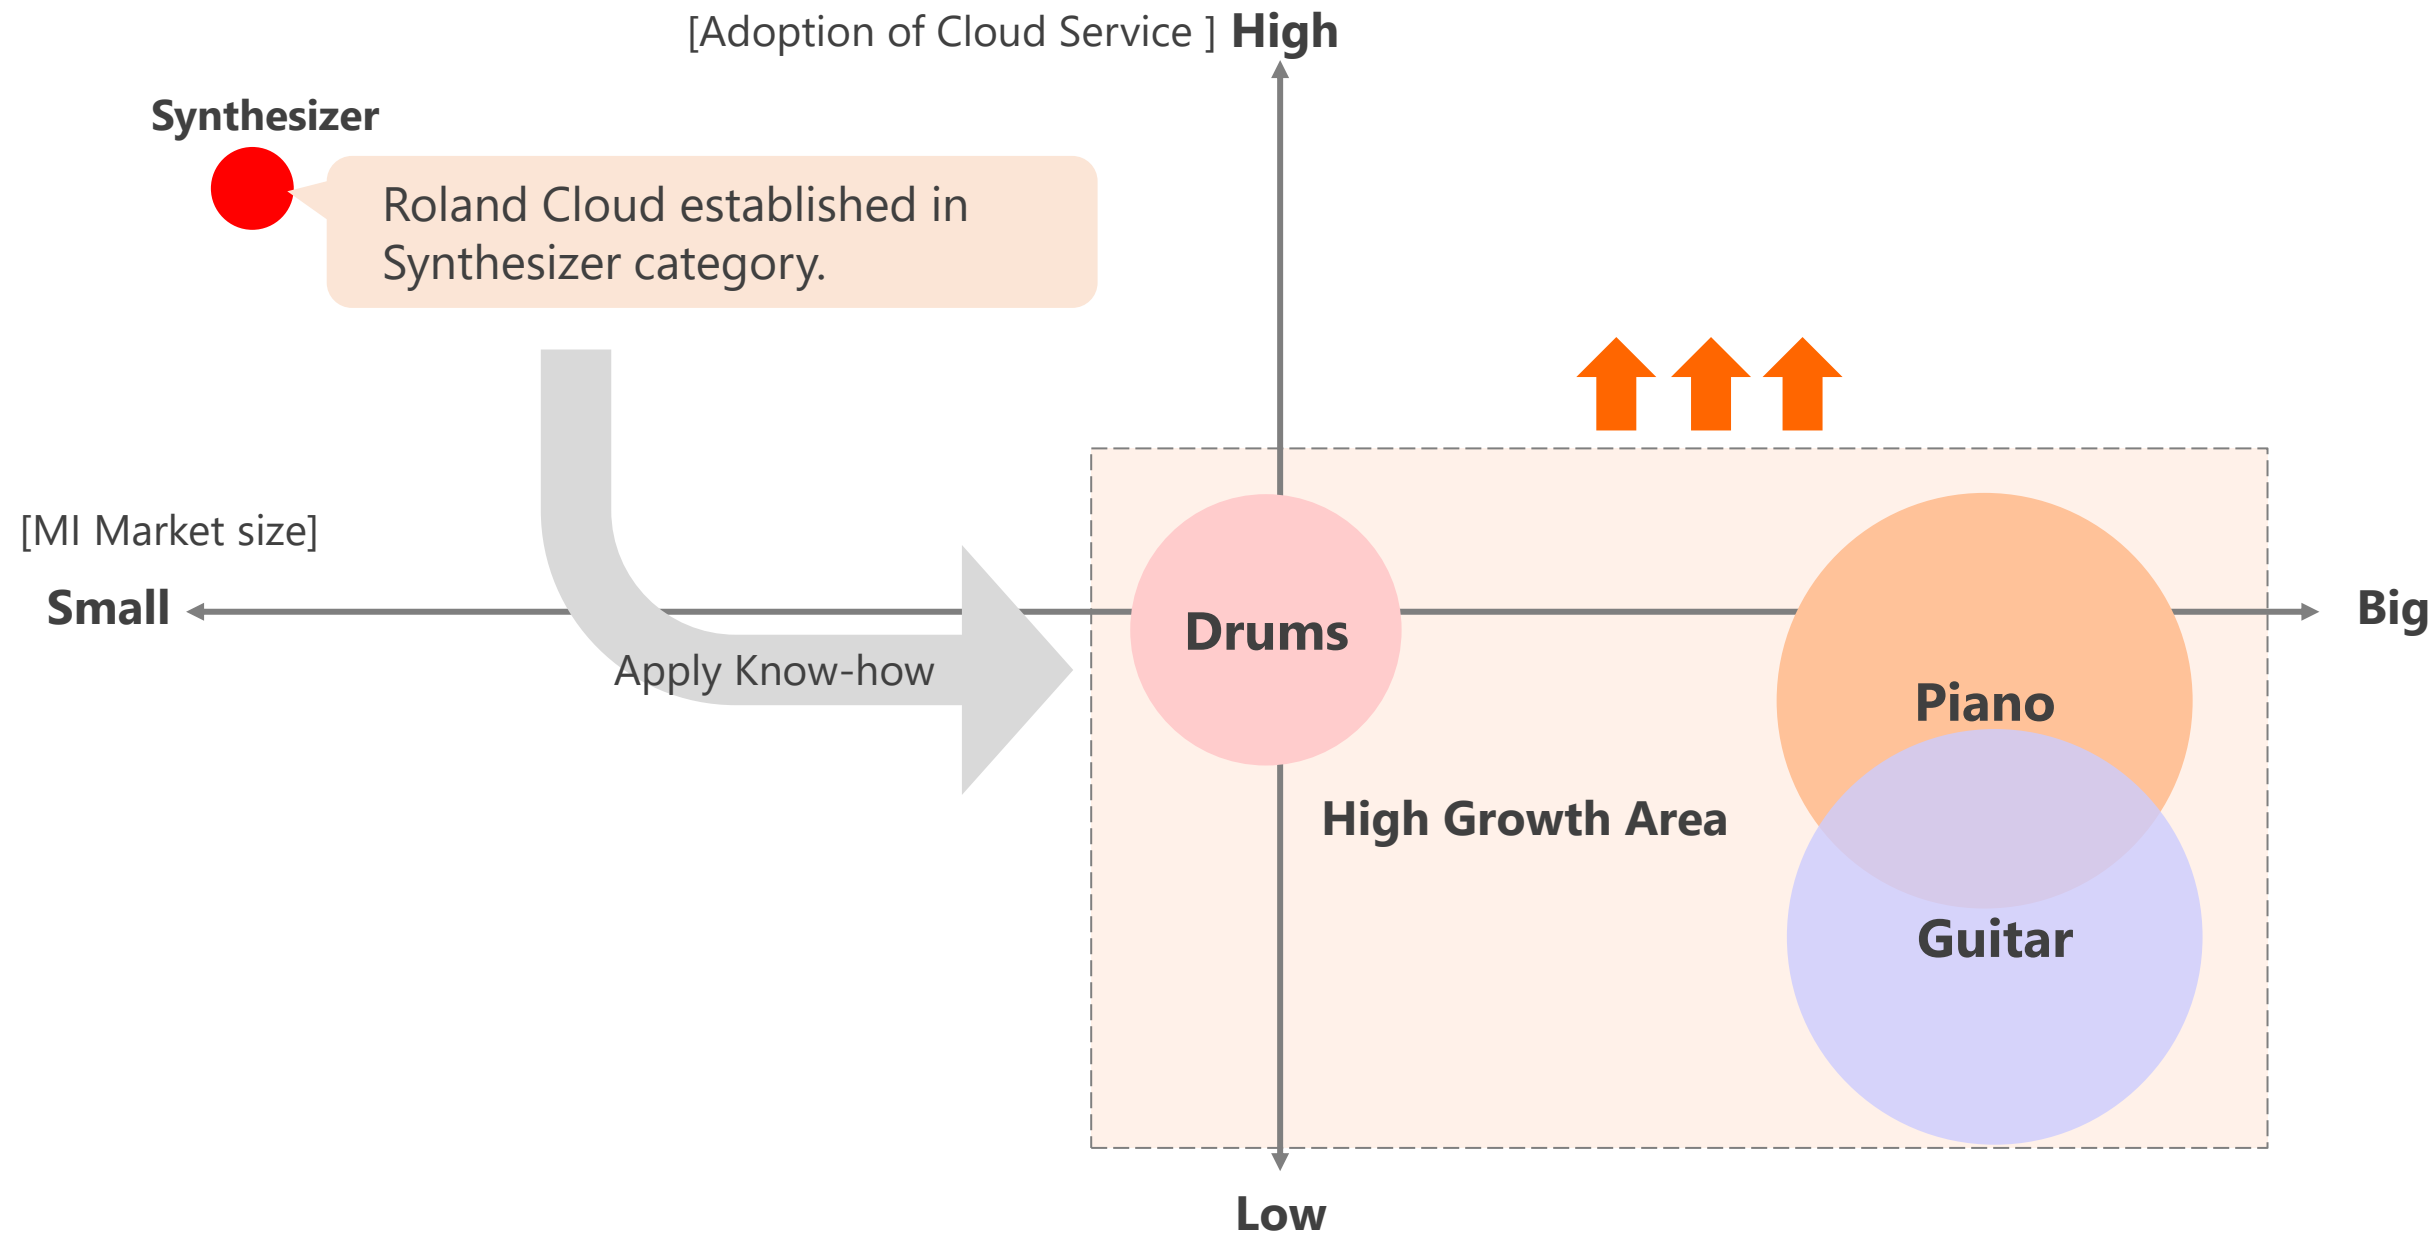 [Adoption of Cloud Service ] High
Synthesizer
Roland Cloud established in
Synthesizer category.
[MI Market size]
Small
Big
Drums
Apply Know-how
Piano
High Growth Area
Guitar
Low